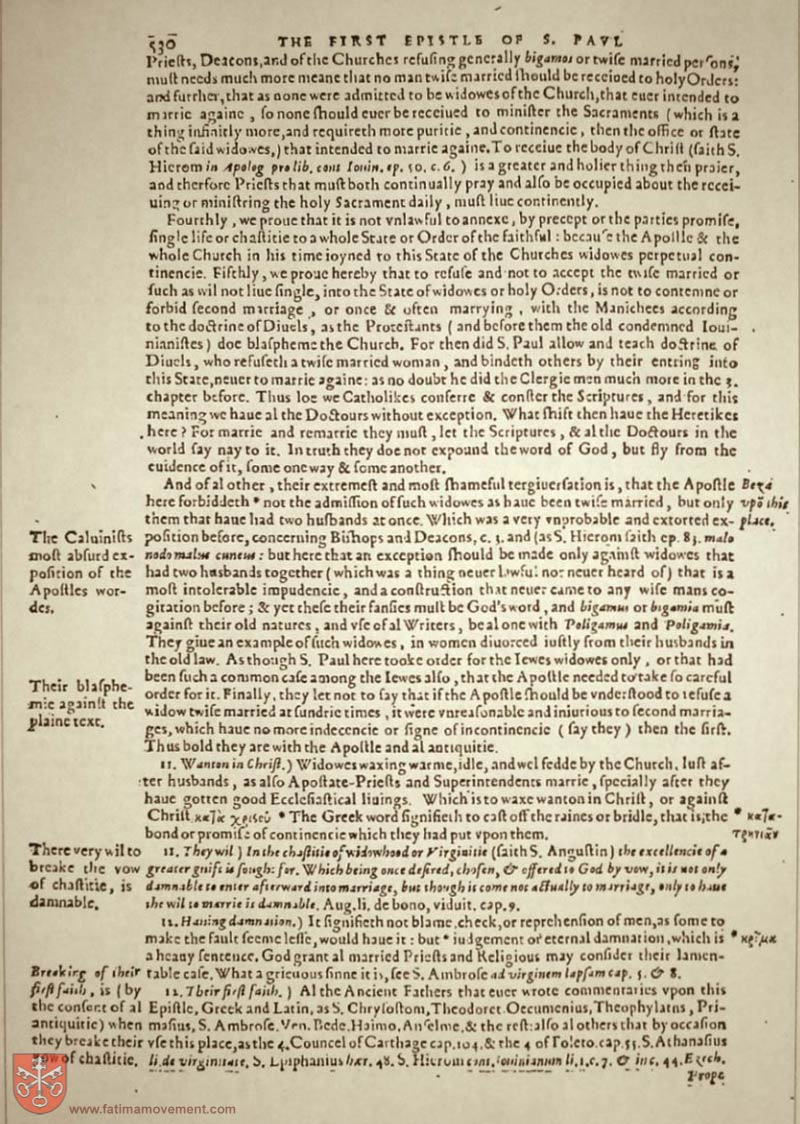 530 THE FIRST EPISTLE OF S. PAVL
Prieſts, Deacons, and of the Churches refuſing generally bigamos or twiſe married perſons,
muſt needs much more meane that no man twiſe married ſhould be receiued to holy Orders:
and further, that as none were admitted to be widowes of the Church, that euer intended to
marrie againe, ſo none ſhould euer be receiued to miniſter the Sacraments (which is a
thing infinitly more, and requireth more puritie, and continencie, then the office or ſtate
of the ſaid widowes,) that intended to marrie againe. To receiue the body of Chriſt (ſaith S.
Hierom in Apolog pro lib. cont Iouin. ep. 50. c. 6.) is a greater and holier thing then praier,
and therfore Prieſts that muſt both continually pray and alſo be occupied about the recei-
uing or miniſtring the holy Sacrament daily, muſt liue continently.
Fourthly, we proue that it is not vnlawful to annexe, by precept or the parties promiſe,
ſingle life or chaſtitie to a whole State or Order of the faithful: becauſe the Apoſtle & the
whole Church in his time ioyned to this State of the Churches widowes perpetual con-
tinencie. Fifthly, we proue hereby that to refuſe and not to accept the twiſe married or
ſuch as wil not liue ſingle, into the State of widowes or holy Orders, is not to contemne or
forbid ſecond marriage, or once & often marrying, with the Manichees according
to the doctrine of Diuels, as the Proteſtants (and before them the old condemned Ioui-
nianiſtes) doe blaſpheme the Church. For then did S. Paul allow and teach doctrine of
Diuels, who refuſeth a twiſe married woman, and bindeth others by their entring into
this State, neuer to marrie againe: as no doubt he did the Clergie men much more in the 3.
chapter before. Thus loe we Catholikes conferre & conſter the Scriptures, and for this
meaning we haue al the Doctours without exception. What ſhift then haue the Heretikes
here? For marrie and remarrie they muſt, let the Scriptures, & al the Doctours in the
world ſay nay to it. In truth they doe not expound the word of God, but fly from the
euidence of it, ſome one way & ſome another.
And of al other, their extremeſt and moſt ſhameful tergiuerſation is, that the Apoſtle
here forbiddeth * not the admiſſion of ſuch widowes as haue been twiſe married, but only
them that haue had two huſbands at once. Which was a very vnprobable and extorted ex-
poſition before, concerning Biſhops and Deacons, c. 3. and (as S. Hierom ſaith ep. 83. malo
nodo malus cuneus: but here that an exception ſhould be made only againſt widowes that
had two husbands together (which was a thing neuer lawful nor neuer heard of) that is a
moſt intolerable impudencie, and a conſtruction that neuer came to any wiſe mans co-
gitation before; & yet theſe their fanſies muſt be God's word, and bigamus or bigamia muſt
againſt their old natures, and vſe of al Writers, be al one with Poligamus and Poligamia.
They giue an example of ſuch widowes, in women diuorced iuſtly from their husbands in
the old law. As though S. Paul here tooke order for the Iewes widowes only, or that had
been ſuch a common caſe among the Iewes alſo, that the Apoſtle needed to take ſo careful
order for it. Finally, they let not to ſay that if the Apoſtle ſhould be vnderſtood to refuſe a
widow twiſe married at ſundrie times, it were vnreaſonable and iniurious to ſecond marria-
ges, which haue no more indecencie or ſigne of incontinencie (ſay they) then the firſt.
Thus bold they are with the Apoſtle and al antiquitie.
11. Wanton in Chriſt.) Widowes waxing warme, idle, and wel fedde by the Church, luſt af-
ter husbands, as alſo Apoſtate-Prieſts and Superintendents marrie, ſpecially after they
haue gotten good Eccleſiaſtical liuings. Which is to waxe wanton in Chriſt, or againſt
Chriſt * The Greek word ſignifieth to caſt off the raines or bridle, that is, the
bond or promiſe of continencie which they had put vpon them.
11. They wil) In the chaſtitie of widowhood or Virginitie (ſaith S. Anguſtin) the excellencie of a
greater guift is ſought for. Which being once deſired, choſen, & offered to God by vow, it is not only
damnable to enter afterward into marriage, but though it come not actually to marriage, only to haue
the wil to marrie is damnable. Aug. li. de bono, viduit. cap. 9.
12. Hauing damnation.) It ſignifieth not blame, check, or reprehenſion of men, as ſome to
make the fault ſeeme leſſe, would haue it: but * iudgement or eternal damnation, which is
a heauy ſentence. God grant al married Prieſts and Religious may conſider their lamen-
table caſe. What a grieuous ſinne it is, ſee S. Ambroſe ad virginem lapſam cap. 5. & 8.
12. Their firſt faith.) Al the Ancient Fathers that euer wrote commentaries vpon this
Epiſtle, Greek and Latin, as S. Chryſoſtom, Theodoret, Oecumenius, Theophylatus, Pri-
maſius, S. Ambroſe, Ven. Bede, Haimo, Anſelme, & the reſt: alſo al others that by occaſion
vſe this place, as the 4. Councel of Carthage cap. 104. & the 4 of Toleto. cap. 55. S. Athanaſius
li. de virginitate, S. Epiphanius hær. 48. S. Hierom cont. Iouinianum li. 1. c. 7. & in c. 44. Ezech.
Prope
Beza
vpō this
place.
* κατα-
* κρῖμα
The Caluiniſts
moſt abſurd ex-
poſition of the
Apoſtles wor-
des.
Their blaſphe-
mie againſt the
plaine text.
There very wil to
breake the vow
of chaſtitie, is
damnable.
Breaking of their
firſt faith, is (by
the conſent of al
antiquitie) when
they breake their
vow of chaſtitie.
www.fatimamovement.com